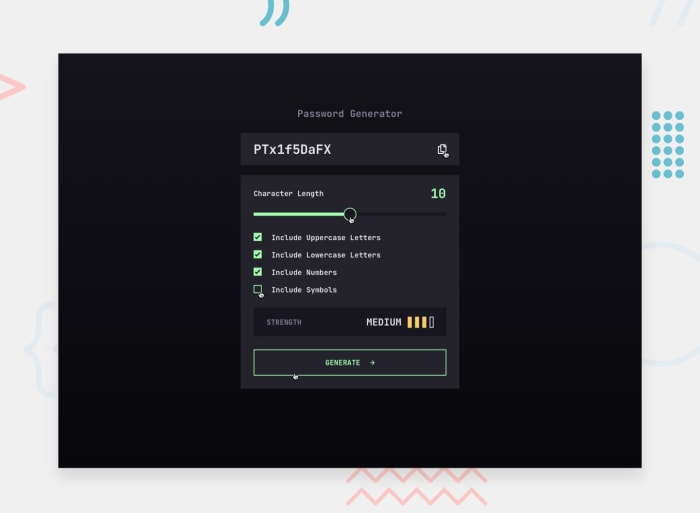 Password Generator
PTx1f5DaFX
Character Length 10
Include Uppercase Letters
Include Lowercase Letters
Include Numbers
Include Symbols
STRENGTH MEDIUM
GENERATE →